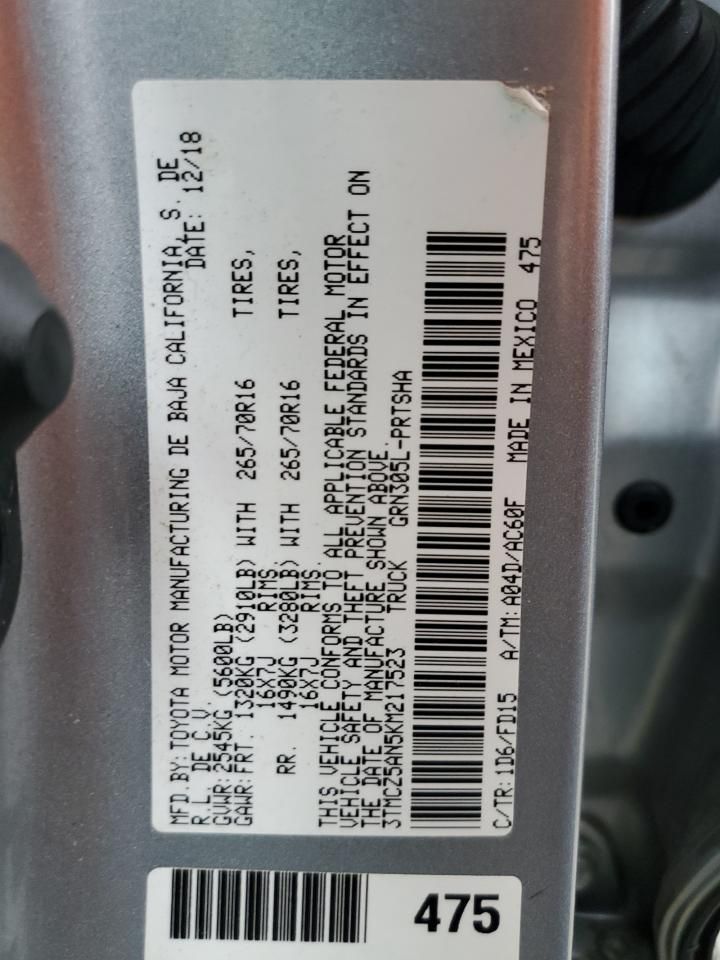 MFD.BY:TOYOTA MOTOR MANUFACTURING DE BAJA CALIFORNIA, S. DE
R.L. DE C.V. DATE: 12/18
GVWR:2545KG (5600LB)
GAWR:FRT 1320KG (2910LB) WITH 265/70R16 TIRES,
16X7J RIMS.
RR. 1490KG (3280LB) WITH 265/70R16 TIRES,
16X7J RIMS.
THIS VEHICLE CONFORMS TO ALL APPLICABLE FEDERAL MOTOR
VEHICLE SAFETY AND THEFT PREVENTION STANDARDS IN EFFECT ON
THE DATE OF MANUFACTURE SHOWN ABOVE.
3TMCZ5AN5KM217523 TRUCK GRN305L-PRTSHA
C/TR:1D6/FD15 A/TM:A04D/AC60F MADE IN MEXICO 475
475